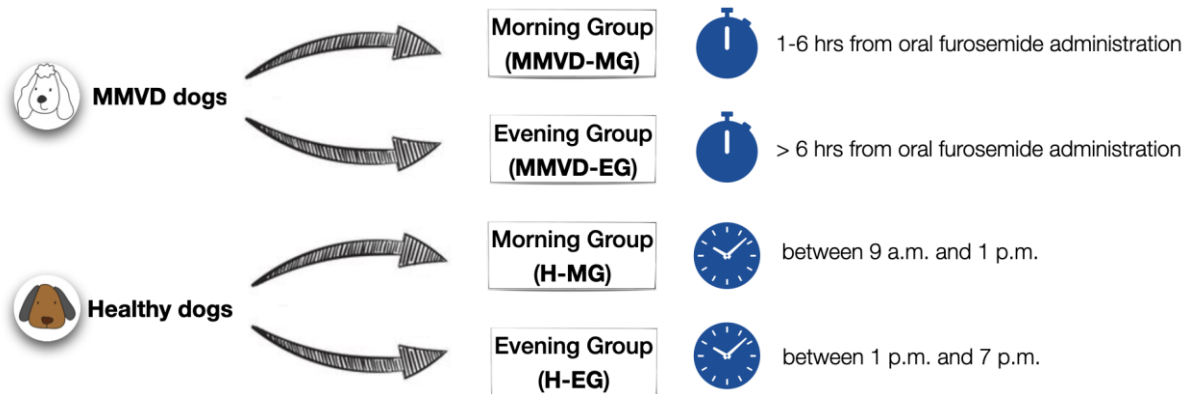 MMVD dogs
Morning Group
(MMVD-MG)
1-6 hrs from oral furosemide administration
Evening Group
(MMVD-EG)
> 6 hrs from oral furosemide administration
Healthy dogs
Morning Group
(H-MG)
between 9 a.m. and 1 p.m.
Evening Group
(H-EG)
between 1 p.m. and 7 p.m.